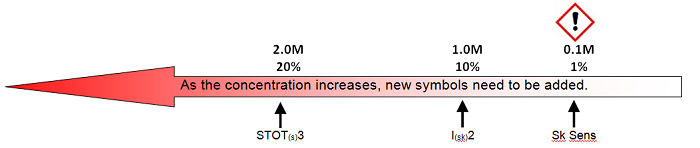 !
2.0M 1.0M 0.1M
20% 10% 1%
As the concentration increases, new symbols need to be added.
STOT(s)3 I(sk)2 Sk Sens